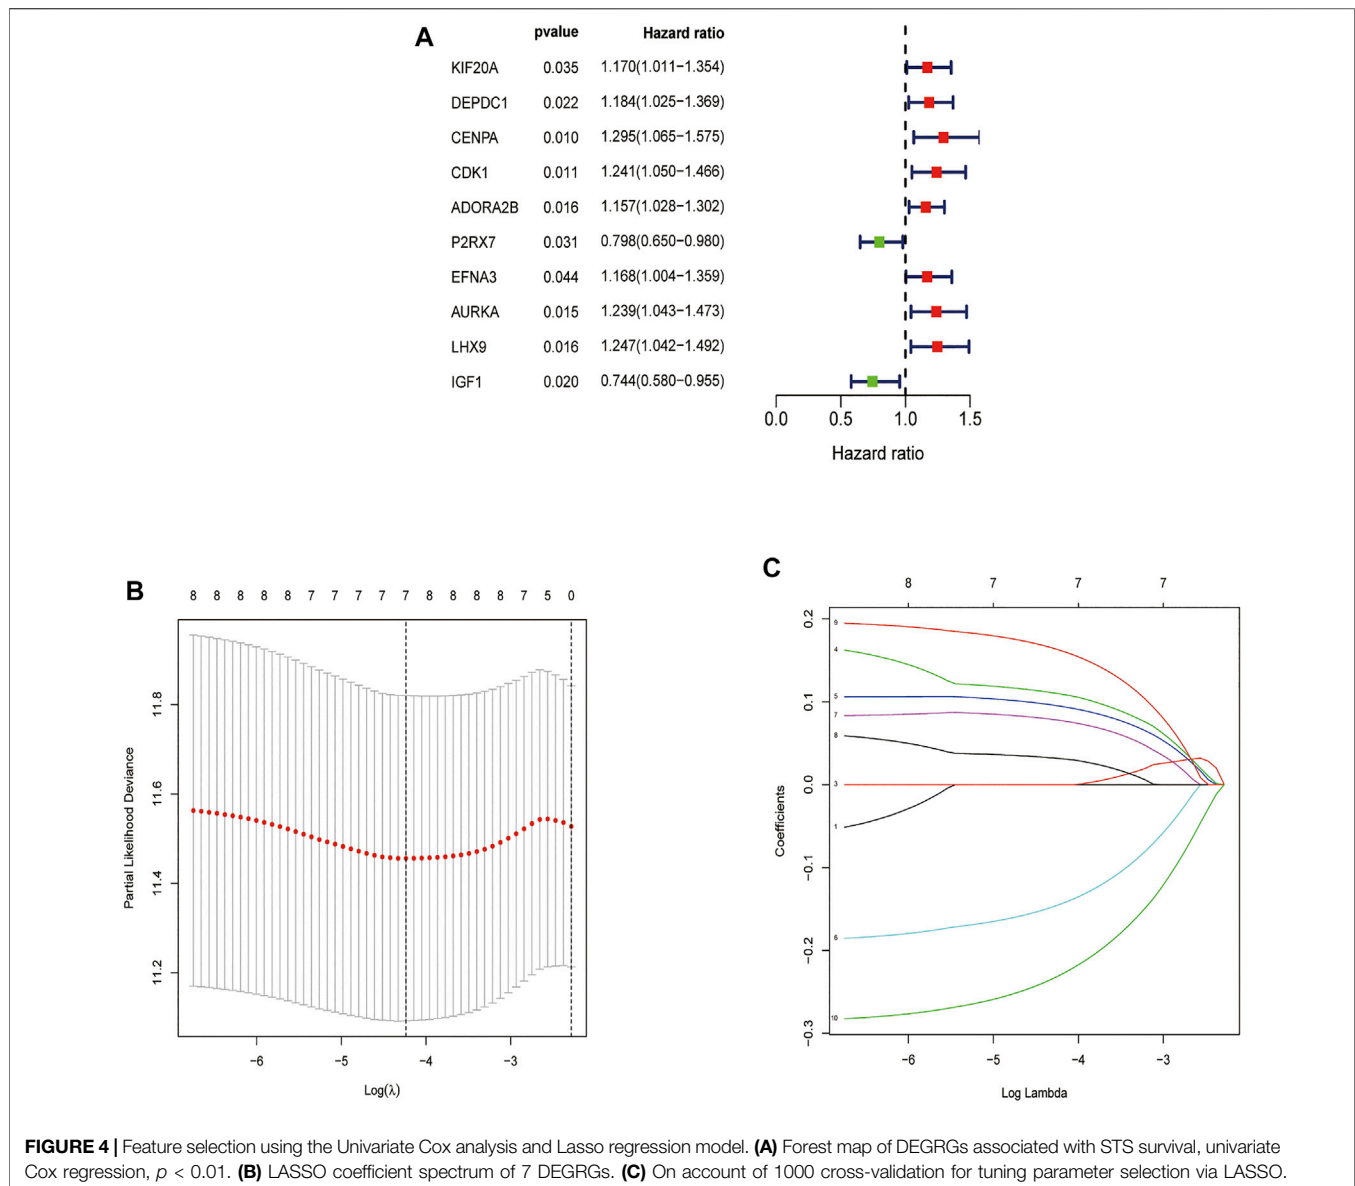 A
pvalue Hazard ratio
KIF20A 0.035 1.170(1.011−1.354)
DEPDC1 0.022 1.184(1.025−1.369)
CENPA 0.010 1.295(1.065−1.575)
CDK1 0.011 1.241(1.050−1.466)
ADORA2B 0.016 1.157(1.028−1.302)
P2RX7 0.031 0.798(0.650−0.980)
EFNA3 0.044 1.168(1.004−1.359)
AURKA 0.015 1.239(1.043−1.473)
LHX9 0.016 1.247(1.042−1.492)
IGF1 0.020 0.744(0.580−0.955)
0.0 0.5 1.0 1.5
Hazard ratio
B
8 8 8 8 8 7 7 7 7 7 8 8 8 8 7 5 0
11.8
11.6
11.4
11.2
Partial Likelihood Deviance
−6 −5 −4 −3
Log(λ)
C
8 7 7 7
0.2
0.1
0.0
−0.1
−0.2
−0.3
Coefficients
9
4
5
7
8
3
1
6
10
−6 −5 −4 −3
Log Lambda
FIGURE 4 | Feature selection using the Univariate Cox analysis and Lasso regression model. (A) Forest map of DEGRGs associated with STS survival, univariate
Cox regression, p < 0.01. (B) LASSO coefficient spectrum of 7 DEGRGs. (C) On account of 1000 cross-validation for tuning parameter selection via LASSO.